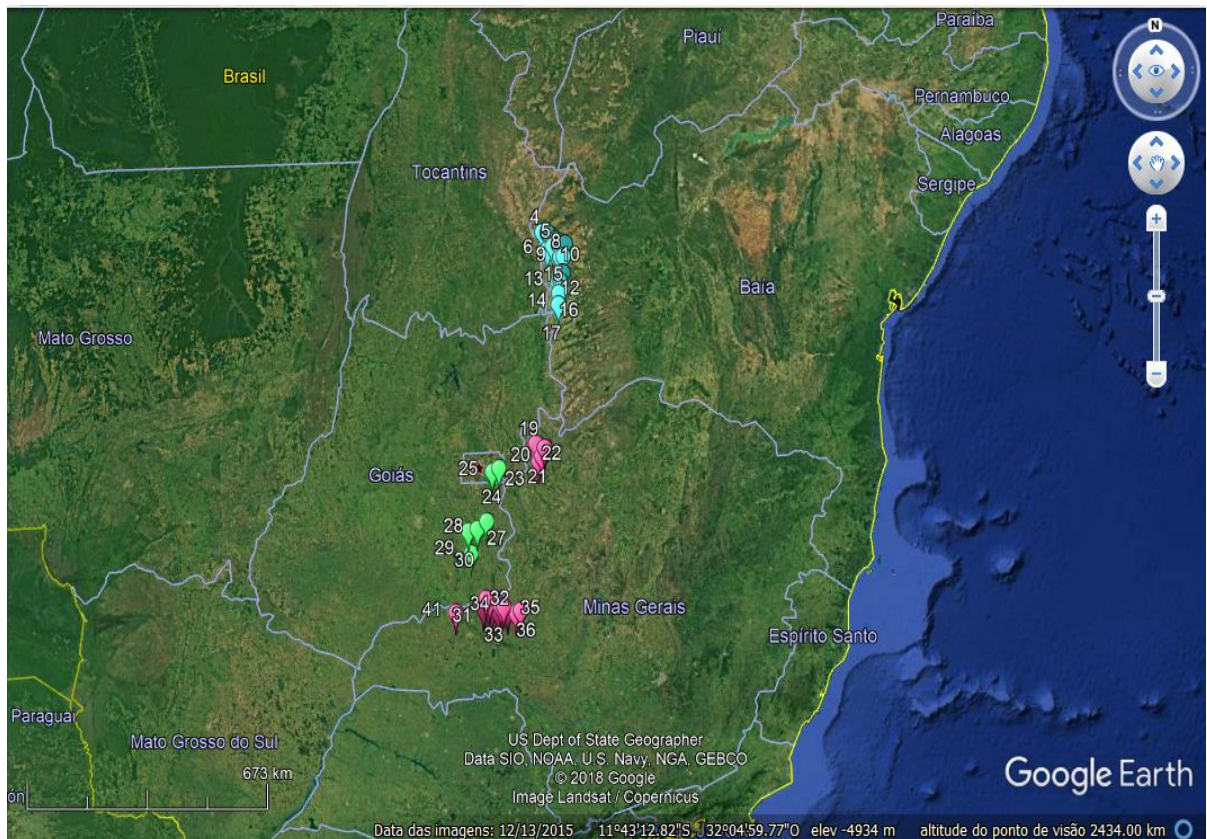 Paraíba
Piauí
N
Brasil
Pernambuco
Alagoas
Tocantins
Sergipe
4
5
8
6
9
10
13
15
12
Baía
14
16
17
Mato Grosso
19
20
22
25
23
21
Goiás
24
28
27
29
30
32
34
41
31
35
33
36
Minas Gerais
Espírito Santo
Paraguai
Mato Grosso do Sul
US Dept of State Geographer
Data SIO, NOAA, U.S. Navy, NGA, GEBCO
© 2018 Google
Image Landsat / Copernicus
673 km
Google Earth
ón
Data das imagens: 12/13/2015 11°43'12.82"S, 32°04'59.77"O elev -4934 m altitude do ponto de visão 2434.00 km